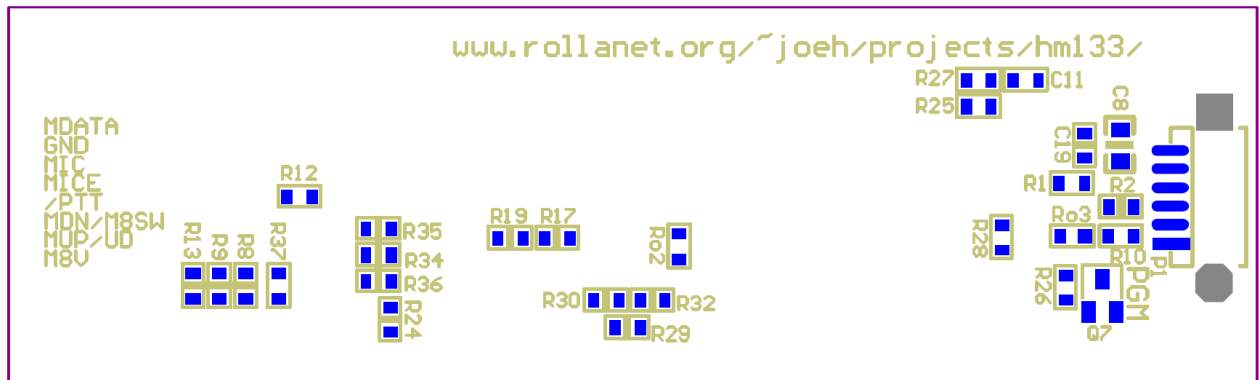 www.rollanet.org/~joeh/projects/hm133/
R27
C11
R25
C8
MDATA
GND
MIC
MICE
/PTT
MDN/M8SW
MUP/UD
M8V
C19
R12
R1
R2
R13
R9
R8
R37
R35
R34
R36
R24
R19
R17
Ro2
R28
Ro3
R10
P1
R30
R32
R29
R26
PGM
Q7